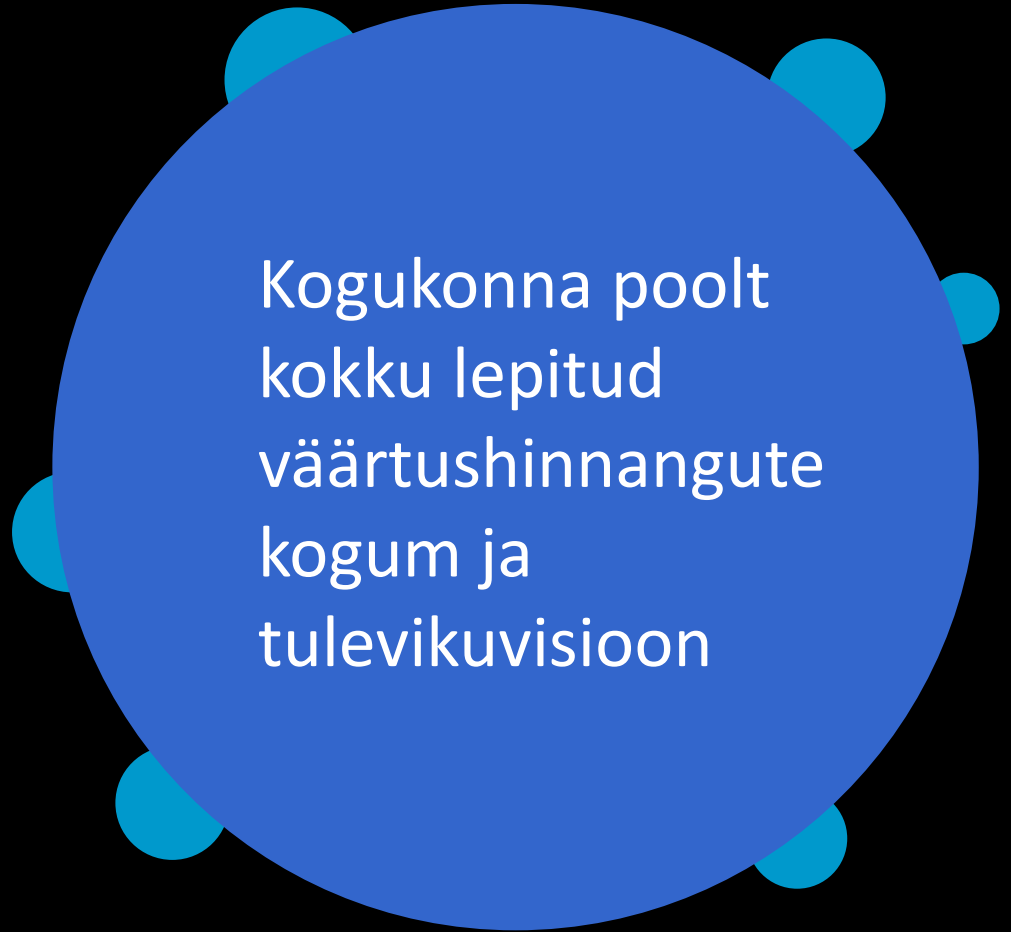 Kogukonna poolt
kokku lepitud
väärtushinnangute
kogum ja
tulevikuvisioon